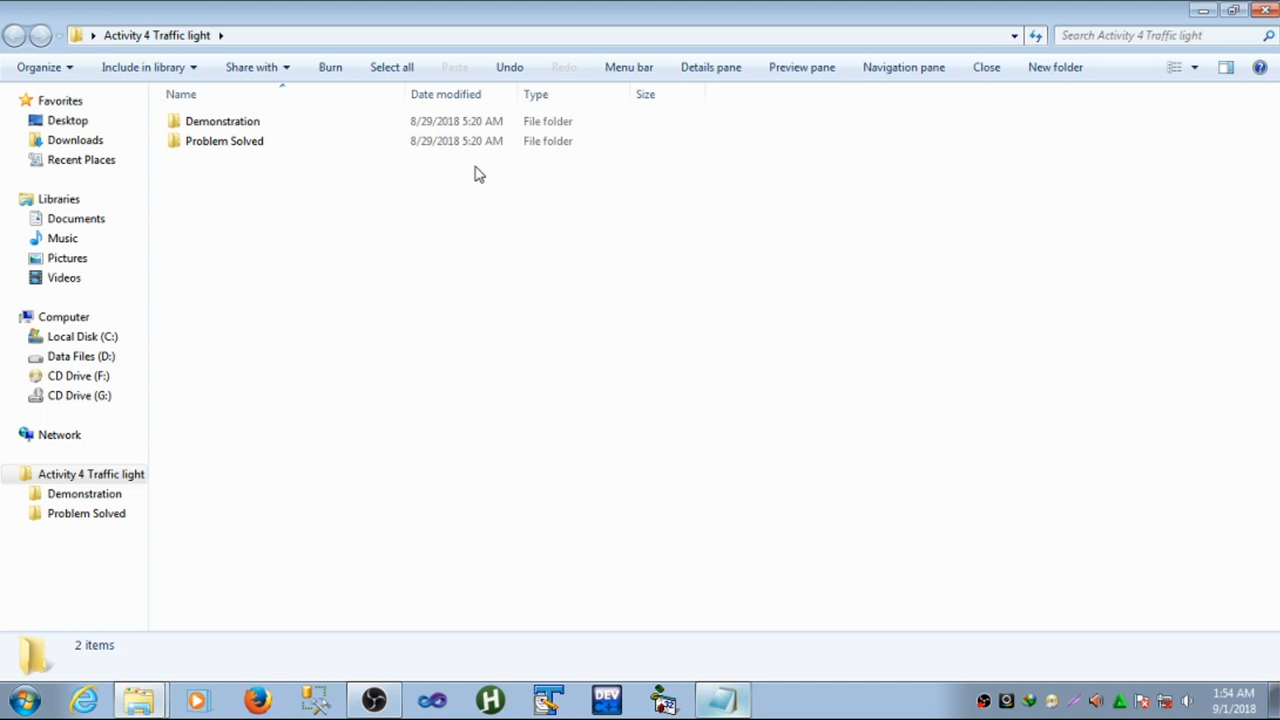 Activity 4 Traffic light
Search Activity 4 Traffic light
Organize Include in library Share with Burn Select all Paste Undo Redo Menu bar Details pane Preview pane Navigation pane Close New folder
Name Date modified Type Size
Demonstration 8/29/2018 5:20 AM File folder
Problem Solved 8/29/2018 5:20 AM File folder
Favorites
Desktop
Downloads
Recent Places
Libraries
Documents
Music
Pictures
Videos
Computer
Local Disk (C:)
Data Files (D:)
CD Drive (F:)
CD Drive (G:)
Network
Activity 4 Traffic light
Demonstration
Problem Solved
2 items
DEV
32
1:54 AM
9/1/2018